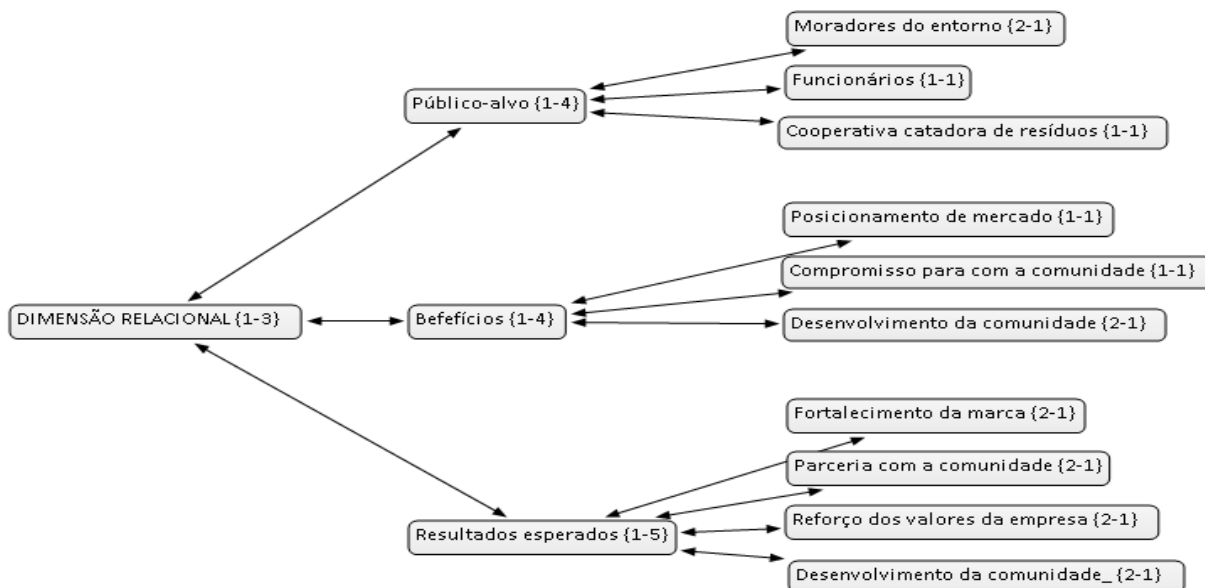 Moradores do entorno {2-1}
Público-alvo {1-4}
Funcionários {1-1}
Cooperativa catadora de resíduos {1-1}
Posicionamento de mercado {1-1}
Compromisso para com a comunidade {1-1}
DIMENSÃO RELACIONAL {1-3}
Befefícios {1-4}
Desenvolvimento da comunidade {2-1}
Fortalecimento da marca {2-1}
Parceria com a comunidade {2-1}
Resultados esperados {1-5}
Reforço dos valores da empresa {2-1}
Desenvolvimento da comunidade_ {2-1}